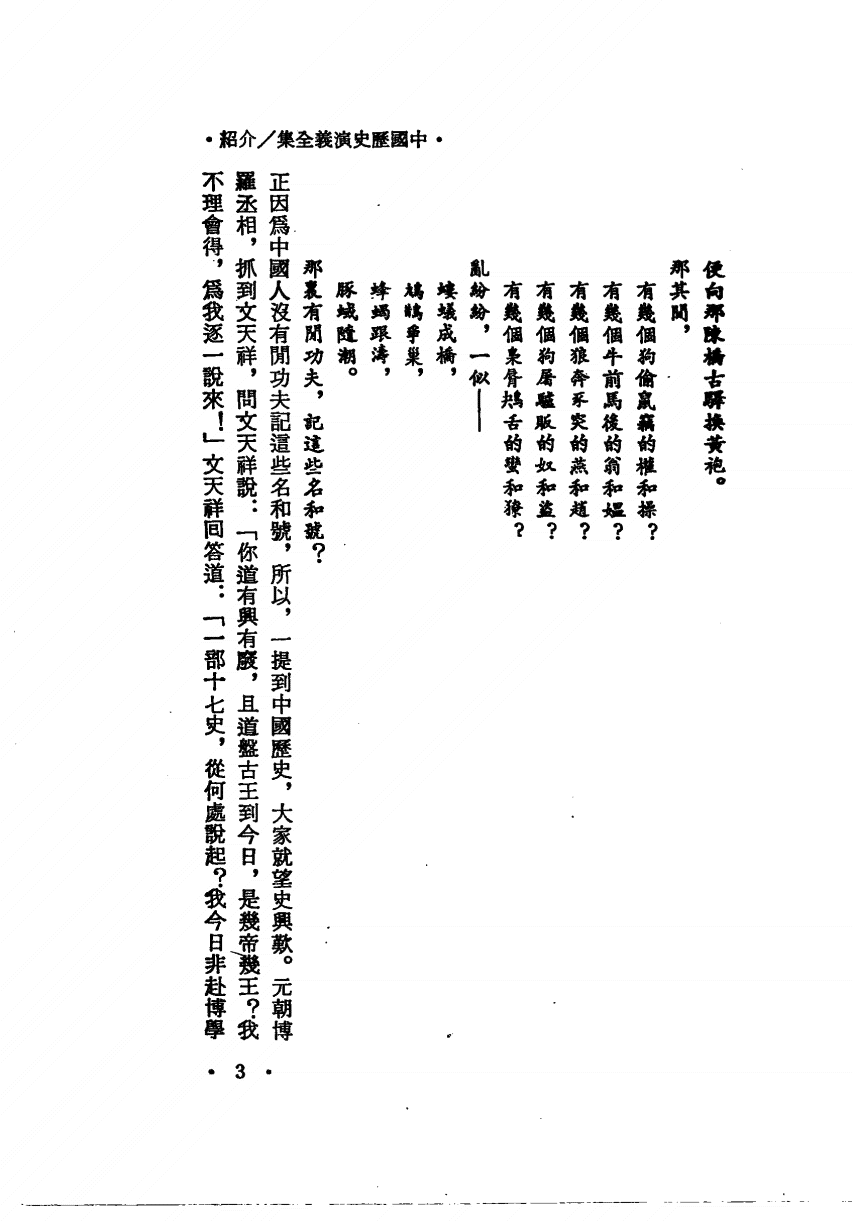 •中國歷史演義全集／介紹•
便向那陳橋古驛換黃袍。
那其間，
有幾個狗偷鼠竊的權和操？
有幾個牛前馬後的翁和媼？
有幾個狼奔豕突的燕和趙？
有幾個狗屠驢販的奴和盜？
有幾個梟唇鴂舌的蠻和獠？
亂紛紛，一似——
螻蟻成橋，
鴆鵲爭巢，
蜂蝎跟濤，
豚蜮隨潮。
那裏有閒功夫，記這些名和號？
正因爲中國人沒有閒功夫記這些名和號，所以，一提到中國歷史，大家就望史興歎。元朝博
羅丞相，抓到文天祥，問文天祥說：「你道有興有廢，且道盤古王到今日，是幾帝幾王？我
不理會得，爲我逐一說來！」文天祥回答道：「一部十七史，從何處說起？我今日非赴博學
• 3 •